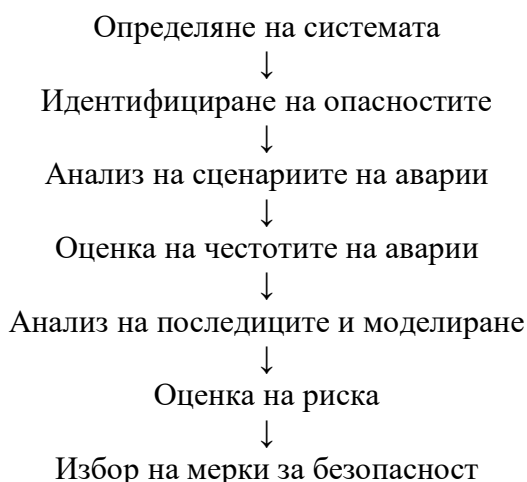 Определяне на системата
↓
Идентифициране на опасностите
↓
Анализ на сценариите на аварии
↓
Оценка на честотите на аварии
↓
Анализ на последиците и моделиране
↓
Оценка на риска
↓
Избор на мерки за безопасност